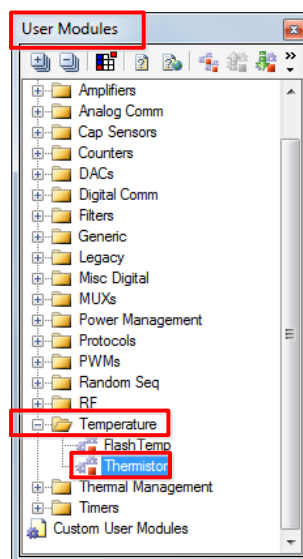 User Modules
Amplifiers
Analog Comm
Cap Sensors
Counters
DACs
Digital Comm
Filters
Generic
Legacy
Misc Digital
MUXs
Power Management
Protocols
PWMs
Random Seq
RF
Temperature
FlashTemp
Thermistor
Thermal Management
Timers
Custom User Modules